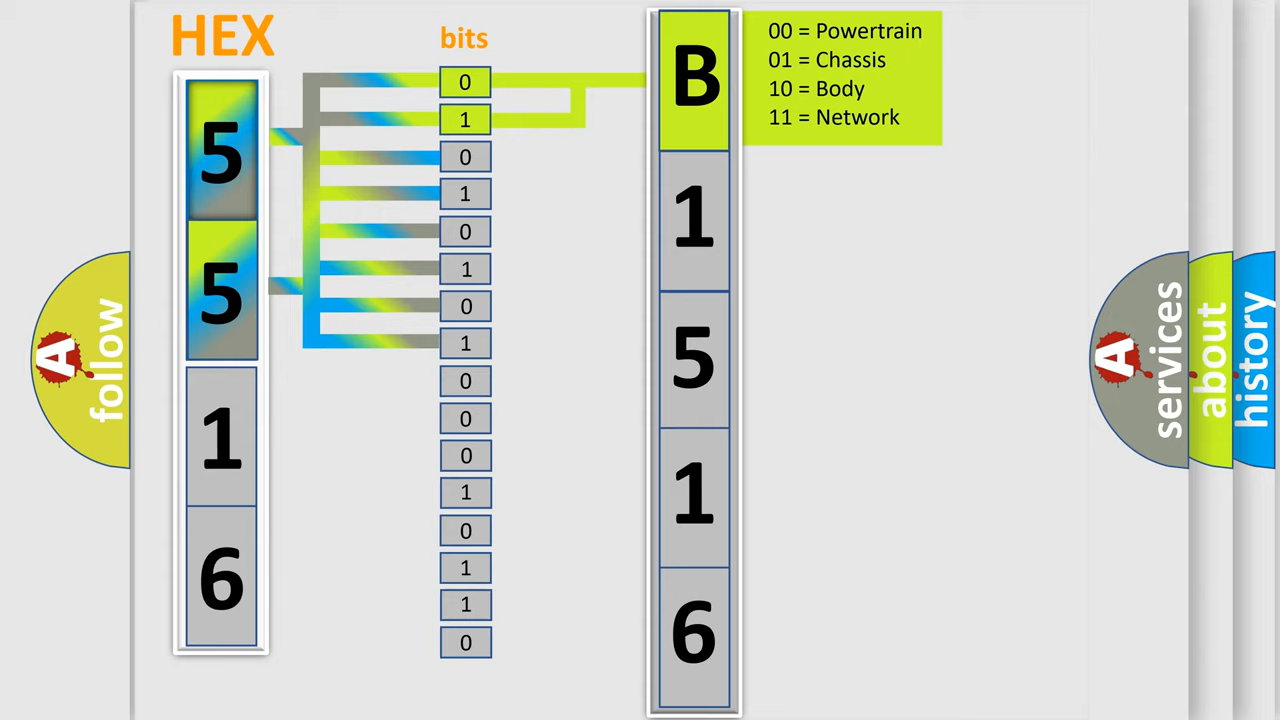 HEX
bits
5
5
1
6
0
1
0
1
0
1
0
1
0
0
0
1
0
1
1
0
B
1
5
1
6
00 = Powertrain
01 = Chassis
10 = Body
11 = Network
A
follow
A
services
about
history